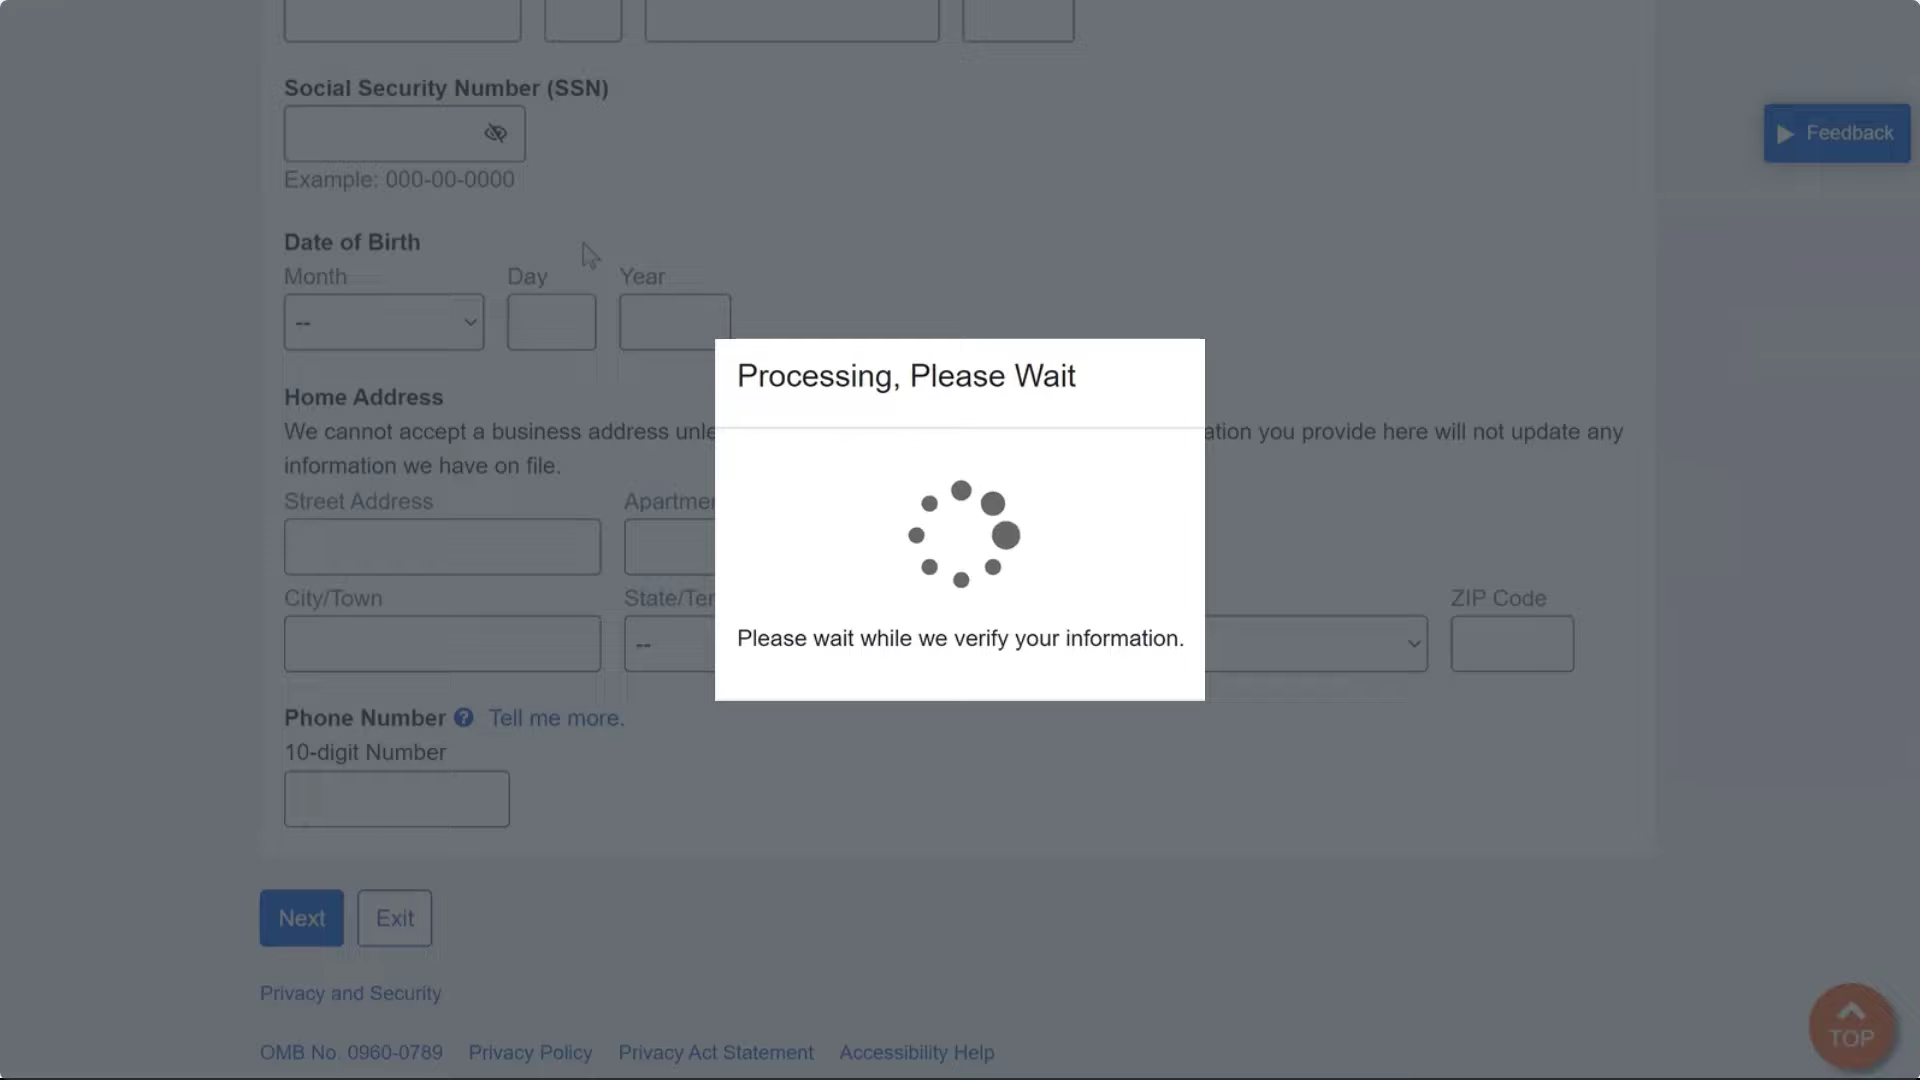 Social Security Number (SSN)
Feedback
Example: 000-00-0000
Date of Birth
Month Day Year
--
Processing, Please Wait
Home Address
We cannot accept a business address ation you provide here will not update any
information we have on file.
Street Address
City/Town ZIP Code
--
Please wait while we verify your information.
Phone Number ? Tell me more.
10-digit Number
Next Exit
Privacy and Security
TOP
OMB No. 0960-0789 Privacy Policy Privacy Act Statement Accessibility Help